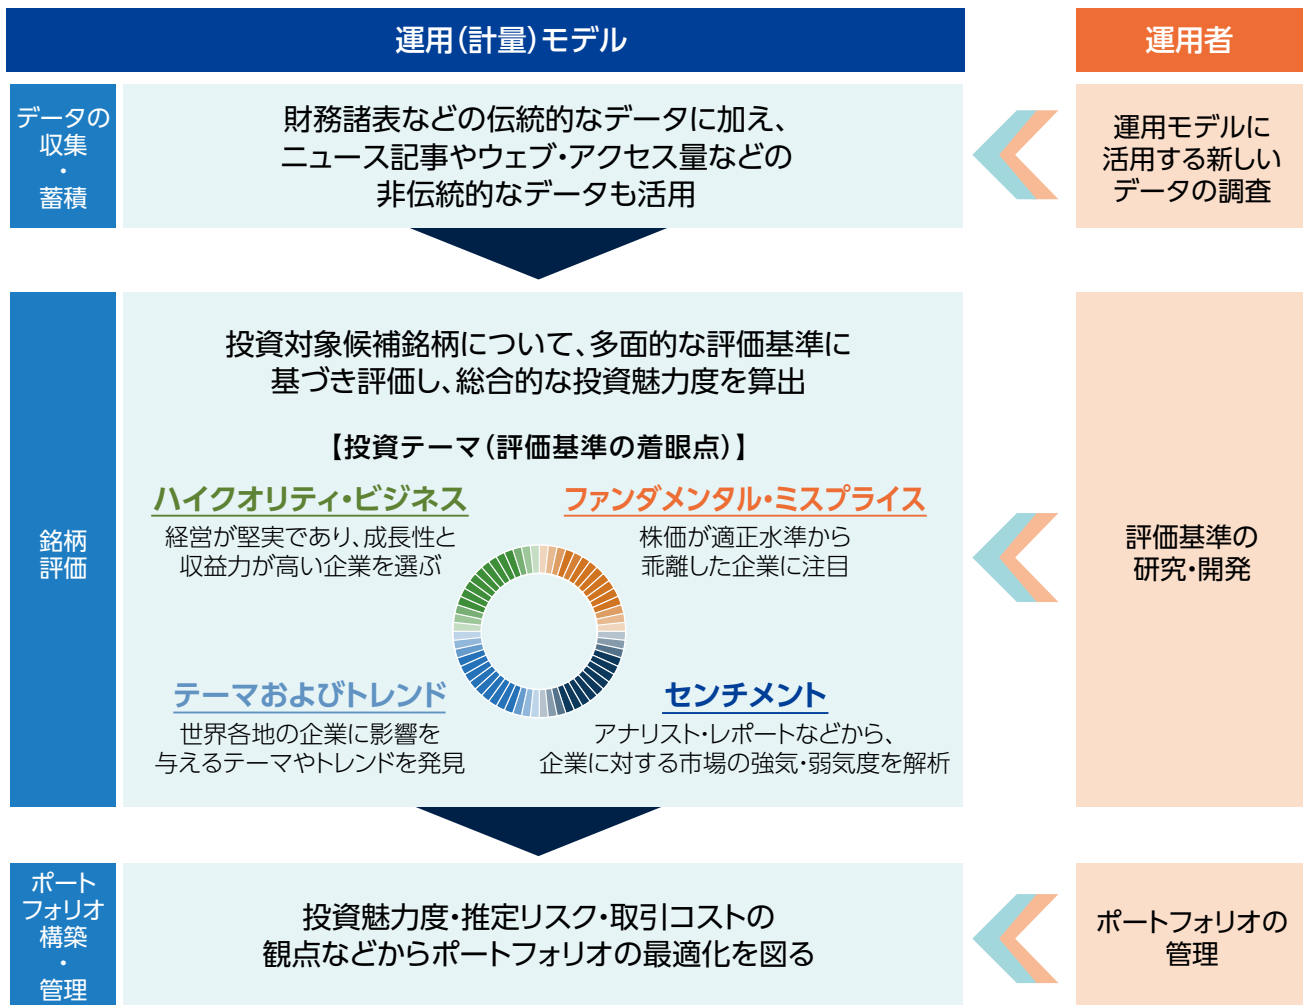 運用(計量)モデル
運用者
データの
収集
・
蓄積
財務諸表などの伝統的なデータに加え、
ニュース記事やウェブ・アクセス量などの
非伝統的なデータも活用
運用モデルに
活用する新しい
データの調査
銘柄
評価
投資対象候補銘柄について、多面的な評価基準に
基づき評価し、総合的な投資魅力度を算出
【投資テーマ(評価基準の着眼点)】
ハイクオリティ・ビジネス
経営が堅実であり、成長性と
収益力が高い企業を選ぶ
ファンダメンタル・ミスプライス
株価が適正水準から
乖離した企業に注目
テーマおよびトレンド
世界各地の企業に影響を
与えるテーマやトレンドを発見
センチメント
アナリスト・レポートなどから、
企業に対する市場の強気・弱気度を解析
評価基準の
研究・開発
ポート
フォリオ
構築
・
管理
投資魅力度・推定リスク・取引コストの
観点などからポートフォリオの最適化を図る
ポートフォリオの
管理